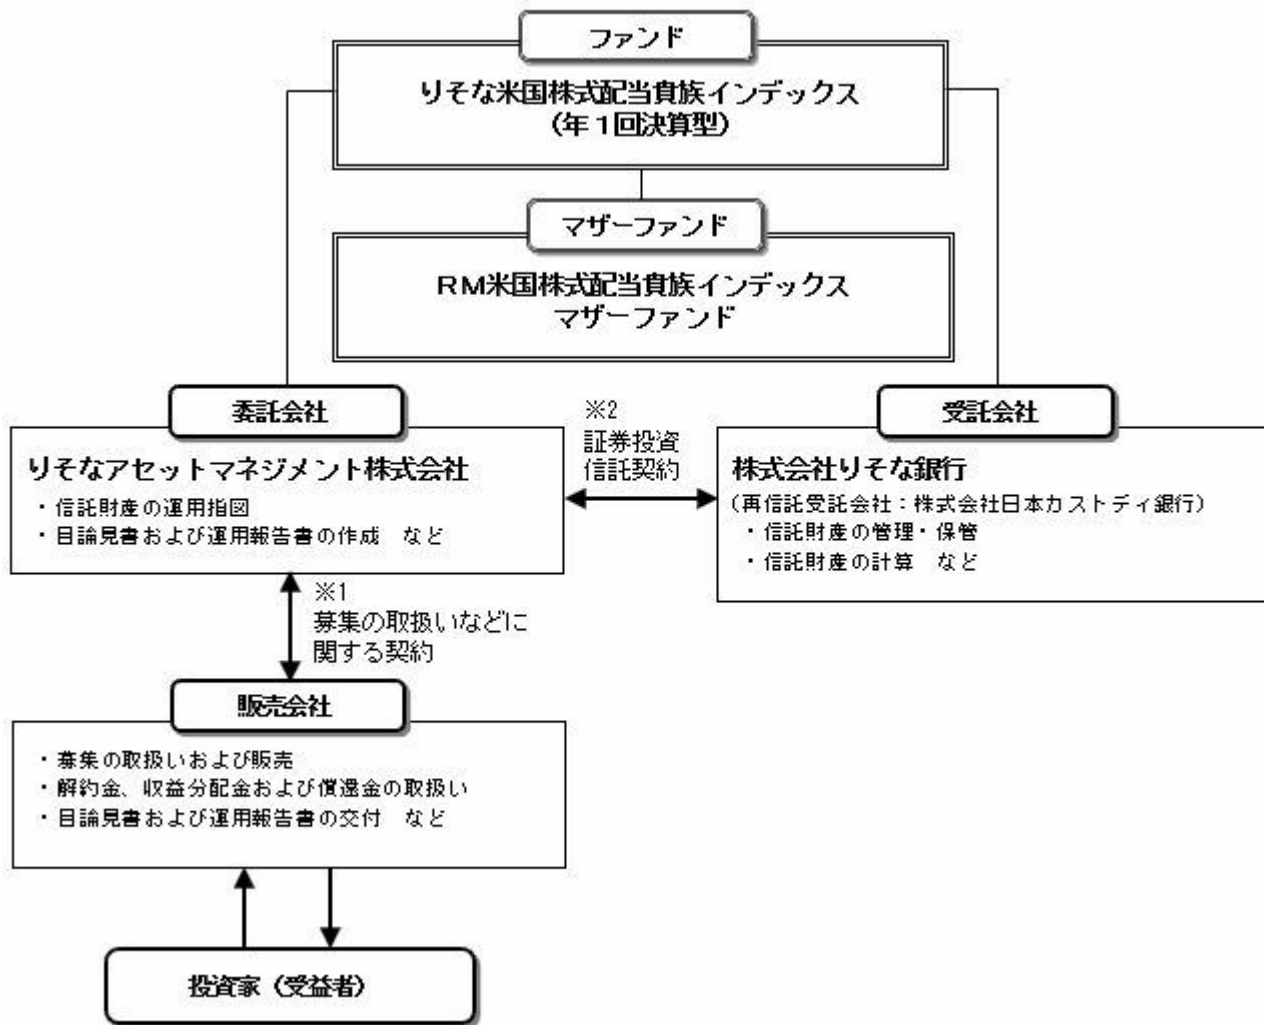 ファンド
りそな米国株式配当貴族インデックス
（年１回決算型）
マザーファンド
ＲＭ米国株式配当貴族インデックス
マザーファンド
委託会社
りそなアセットマネジメント株式会社
・信託財産の運用指図
・目論見書および運用報告書の作成　など
※2
証券投資
信託契約
受託会社
株式会社りそな銀行
（再信託受託会社：株式会社日本カストディ銀行）
・信託財産の管理・保管
・信託財産の計算　など
※1
募集の取扱いなどに
関する契約
販売会社
・募集の取扱いおよび販売
・解約金、収益分配金および償還金の取扱い
・目論見書および運用報告書の交付　など
投資家（受益者）